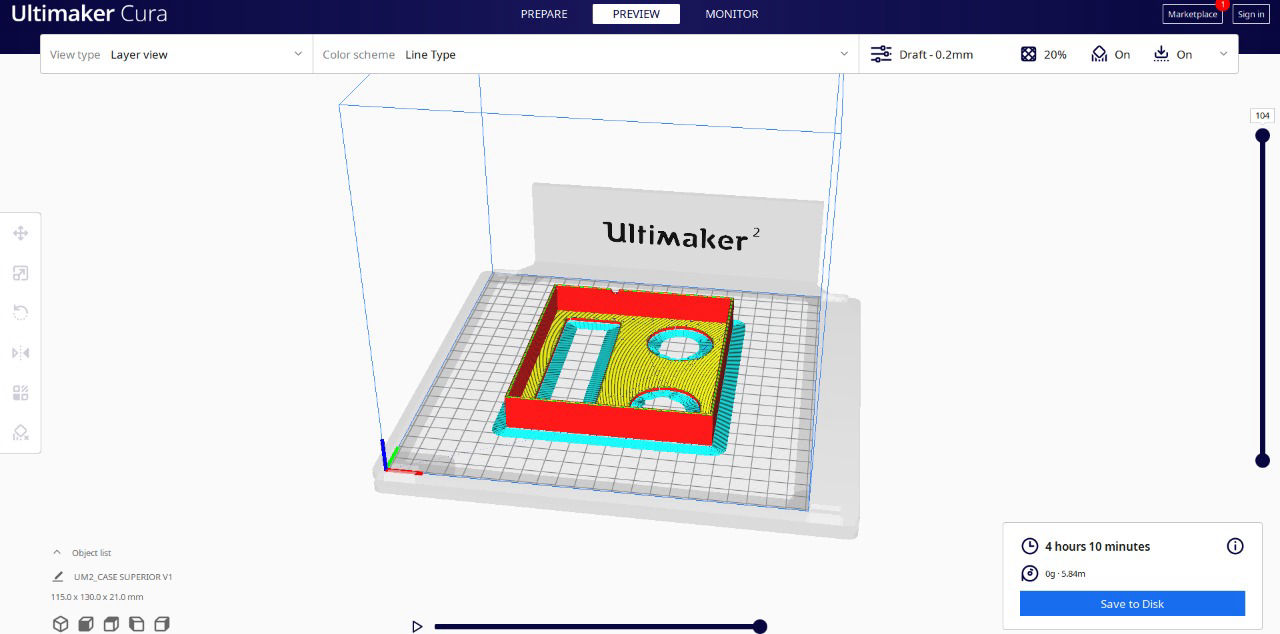 Ultimaker Cura
PREPARE PREVIEW MONITOR
Marketplace 1 Sign in
View type Layer view Color scheme Line Type Draft - 0.2mm 20% On On
104
Ultimaker 2
4 hours 10 minutes
0g · 5.84m
Save to Disk
Object list
UM2_CASE SUPERIOR V1
115.0 x 130.0 x 21.0 mm